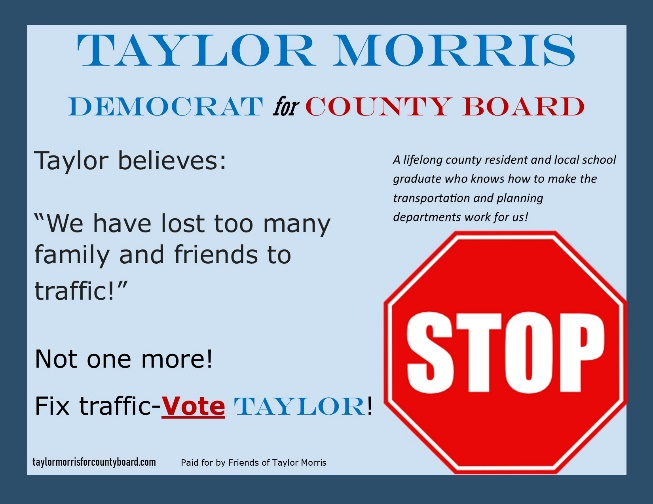 TAYLOR MORRIS
DEMOCRAT for COUNTY BOARD
Taylor believes:
“We have lost too many
family and friends to
traffic!”
Not one more!
Fix traffic-Vote TAYLOR!
A lifelong county resident and local school
graduate who knows how to make the
transportation and planning
departments work for us!
STOP
taylormorrisforcountyboard.com
Paid for by Friends of Taylor Morris